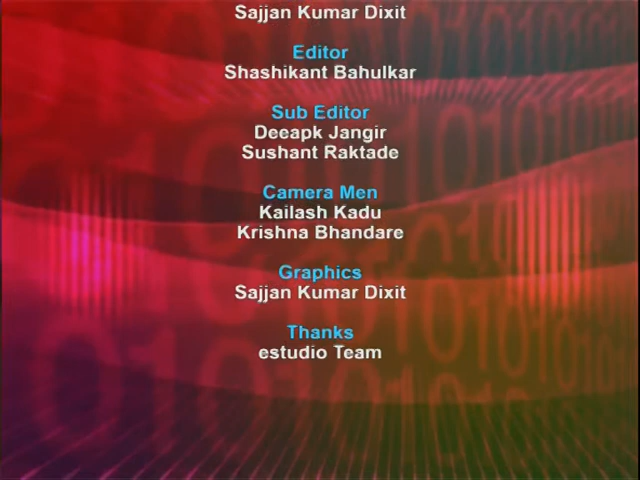 Sajjan Kumar Dixit
Editor
Shashikant Bahulkar
Sub Editor
Deeapk Jangir
Sushant Raktade
Camera Men
Kailash Kadu
Krishna Bhandare
Graphics
Sajjan Kumar Dixit
Thanks
estudio Team